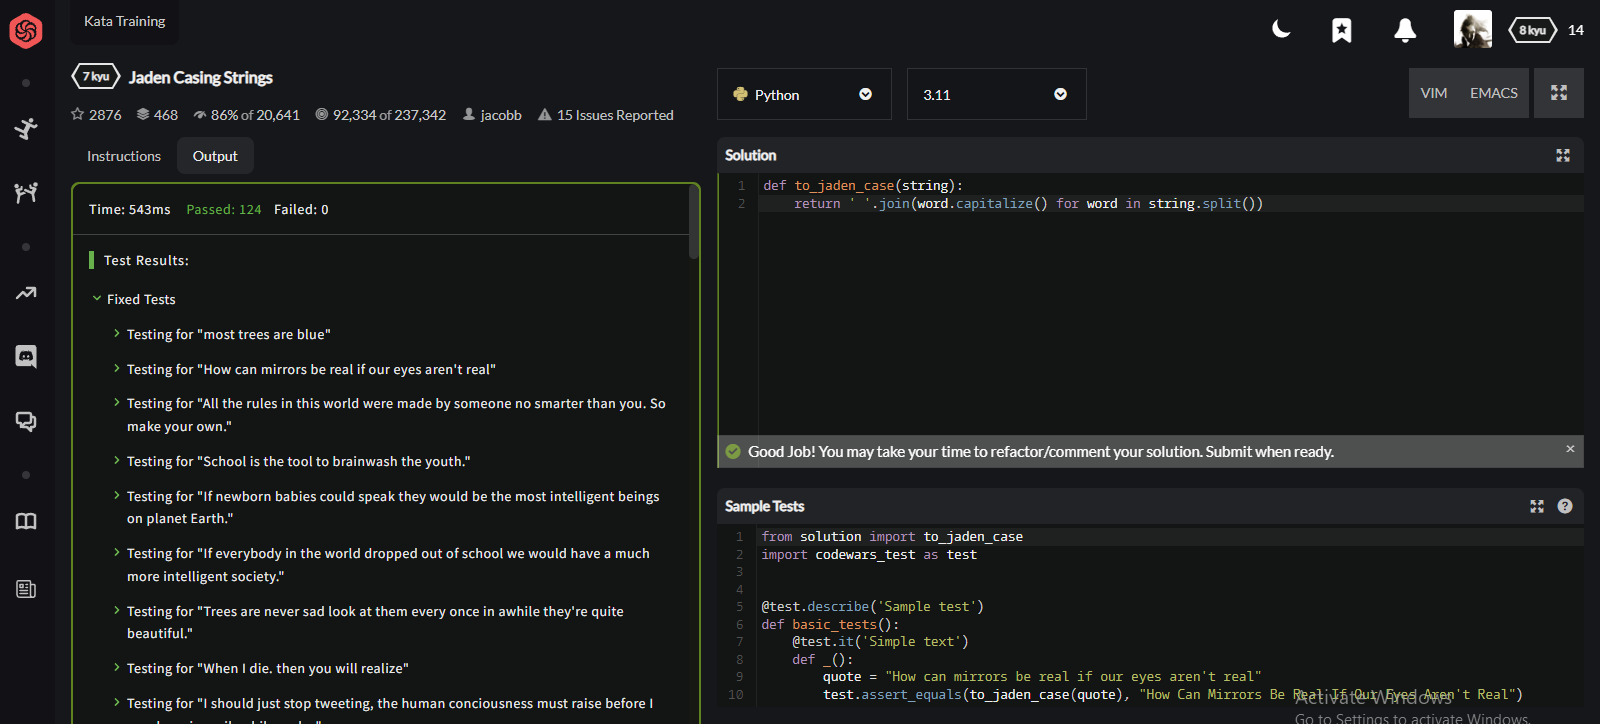 Kata Training
8 kyu 14
7 kyu Jaden Casing Strings
2876 468 86% of 20,641 92,334 of 237,342 jacobb 15 Issues Reported
Instructions Output
Time: 543ms Passed: 124 Failed: 0
Test Results:
Fixed Tests
Testing for "most trees are blue"
Testing for "How can mirrors be real if our eyes aren't real"
Testing for "All the rules in this world were made by someone no smarter than you. So
make your own."
Testing for "School is the tool to brainwash the youth."
Testing for "If newborn babies could speak they would be the most intelligent beings
on planet Earth."
Testing for "If everybody in the world dropped out of school we would have a much
more intelligent society."
Testing for "Trees are never sad look at them every once in awhile they're quite
beautiful."
Testing for "When I die. then you will realize"
Testing for "I should just stop tweeting, the human conciousness must raise before I
Python 3.11 VIM EMACS
Solution
1 def to_jaden_case(string):
2 return ' '.join(word.capitalize() for word in string.split())
Good Job! You may take your time to refactor/comment your solution. Submit when ready.
Sample Tests
1 from solution import to_jaden_case
2 import codewars_test as test
3
4
5 @test.describe('Sample test')
6 def basic_tests():
7 @test.it('Simple text')
8 def _():
9 quote = "How can mirrors be real if our eyes aren't real"
10 test.assert_equals(to_jaden_case(quote), "How Can Mirrors Be Real If Our Eyes Aren't Real")
Activate Windows
Go to Settings to activate Windows.